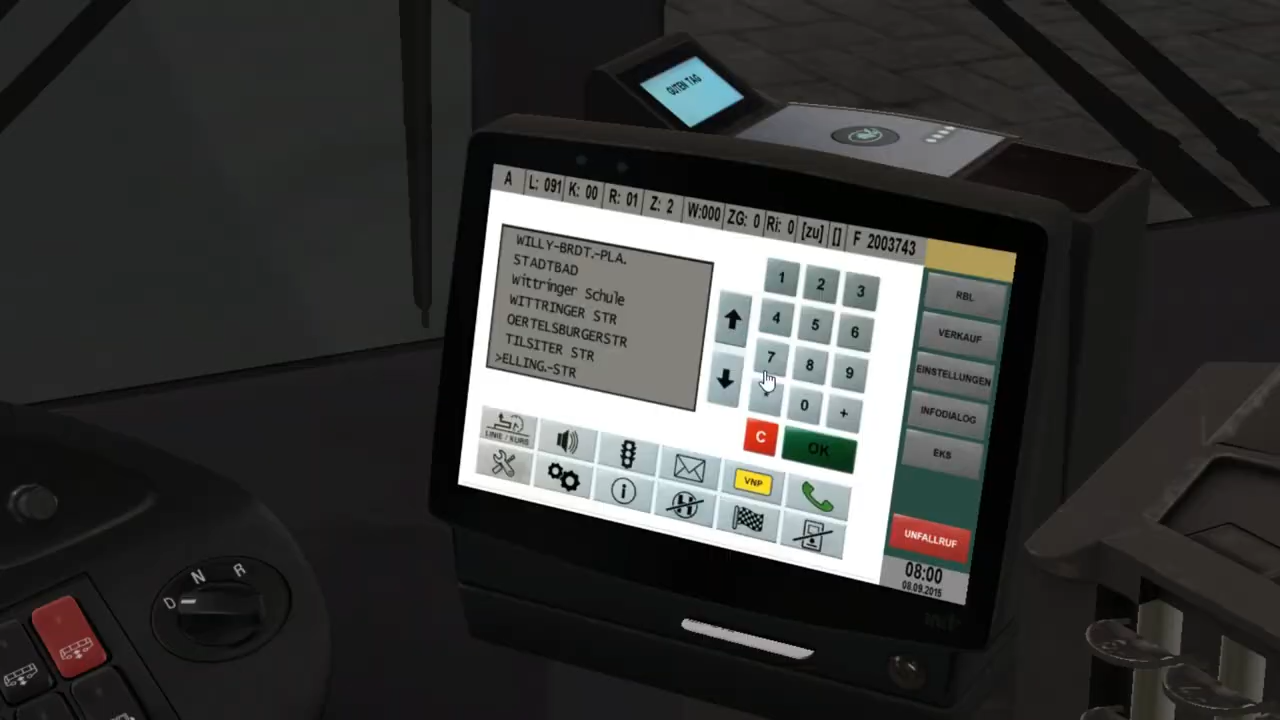 GUTEN TAG
A L: 091 K: 00 R: 01 Z: 2 W:000 ZG: 0 Ri: 0 [zu] [] F 2003743
WILLY-BRDT.-PLA.
STADTBAD
Wittringer Schule
WITTRINGER STR
OERTELSBURGERSTR
TILSITER STR
>ELLING.-STR
1 2 3
4 5 6
7 8 9
0 +
C OK
LINIE / KURS
VNP
RBL
VERKAUF
EINSTELLUNGEN
INFODIALOG
EKS
UNFALLRUF
08:00
08.09.2015
D N R